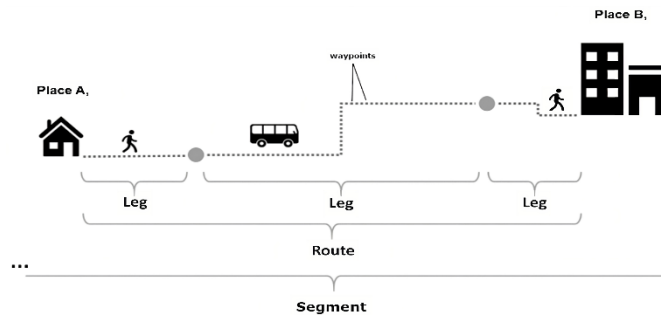 Place B,
waypoints
Place A,
Leg
Leg
Leg
Route
...
Segment